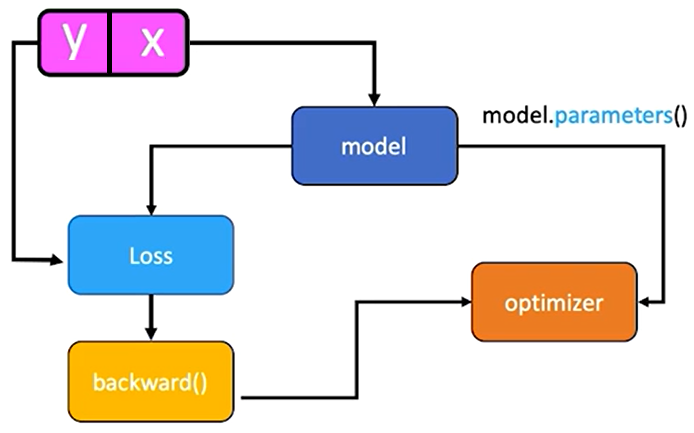 y x
model
model.parameters()
Loss
optimizer
backward()